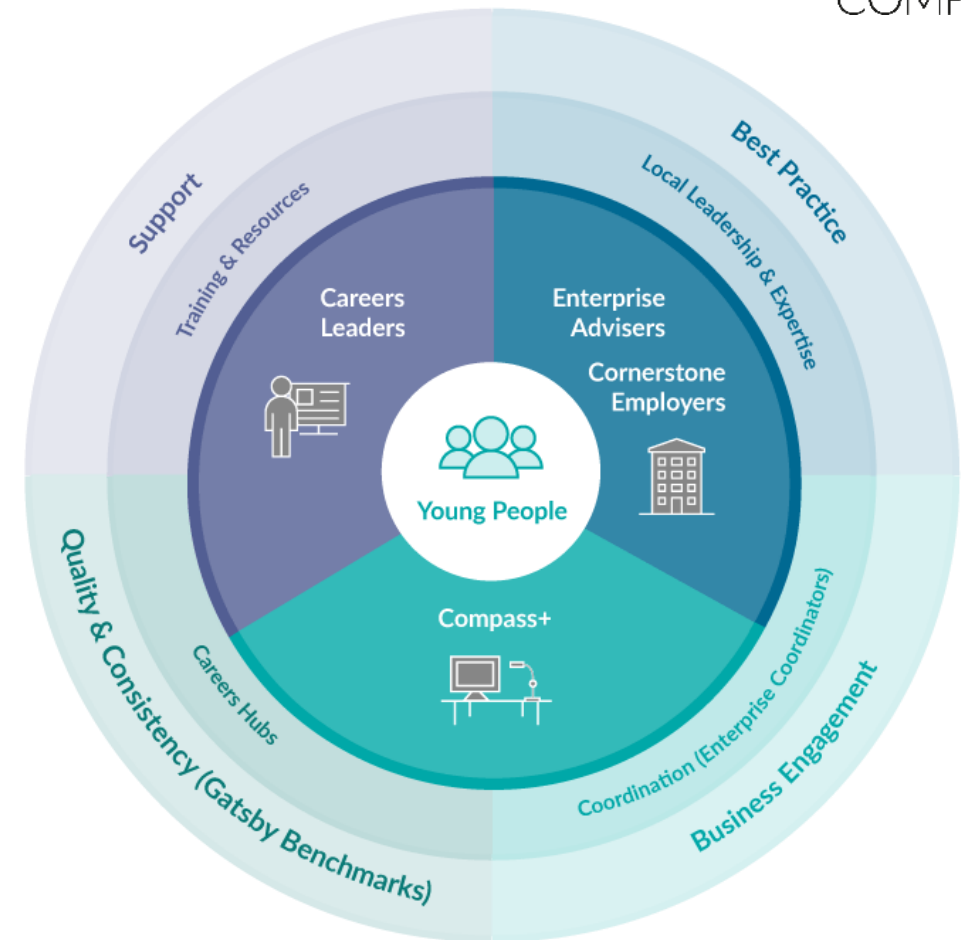 Support
Training & Resources
Best Practice
Local Leadership & Expertise
Careers
Leaders
Enterprise
Advisers
Cornerstone
Employers
Young People
Compass+
Careers Hubs
Quality & Consistency (Gatsby Benchmarks)
Coordination (Enterprise Coordinators)
Business Engagement